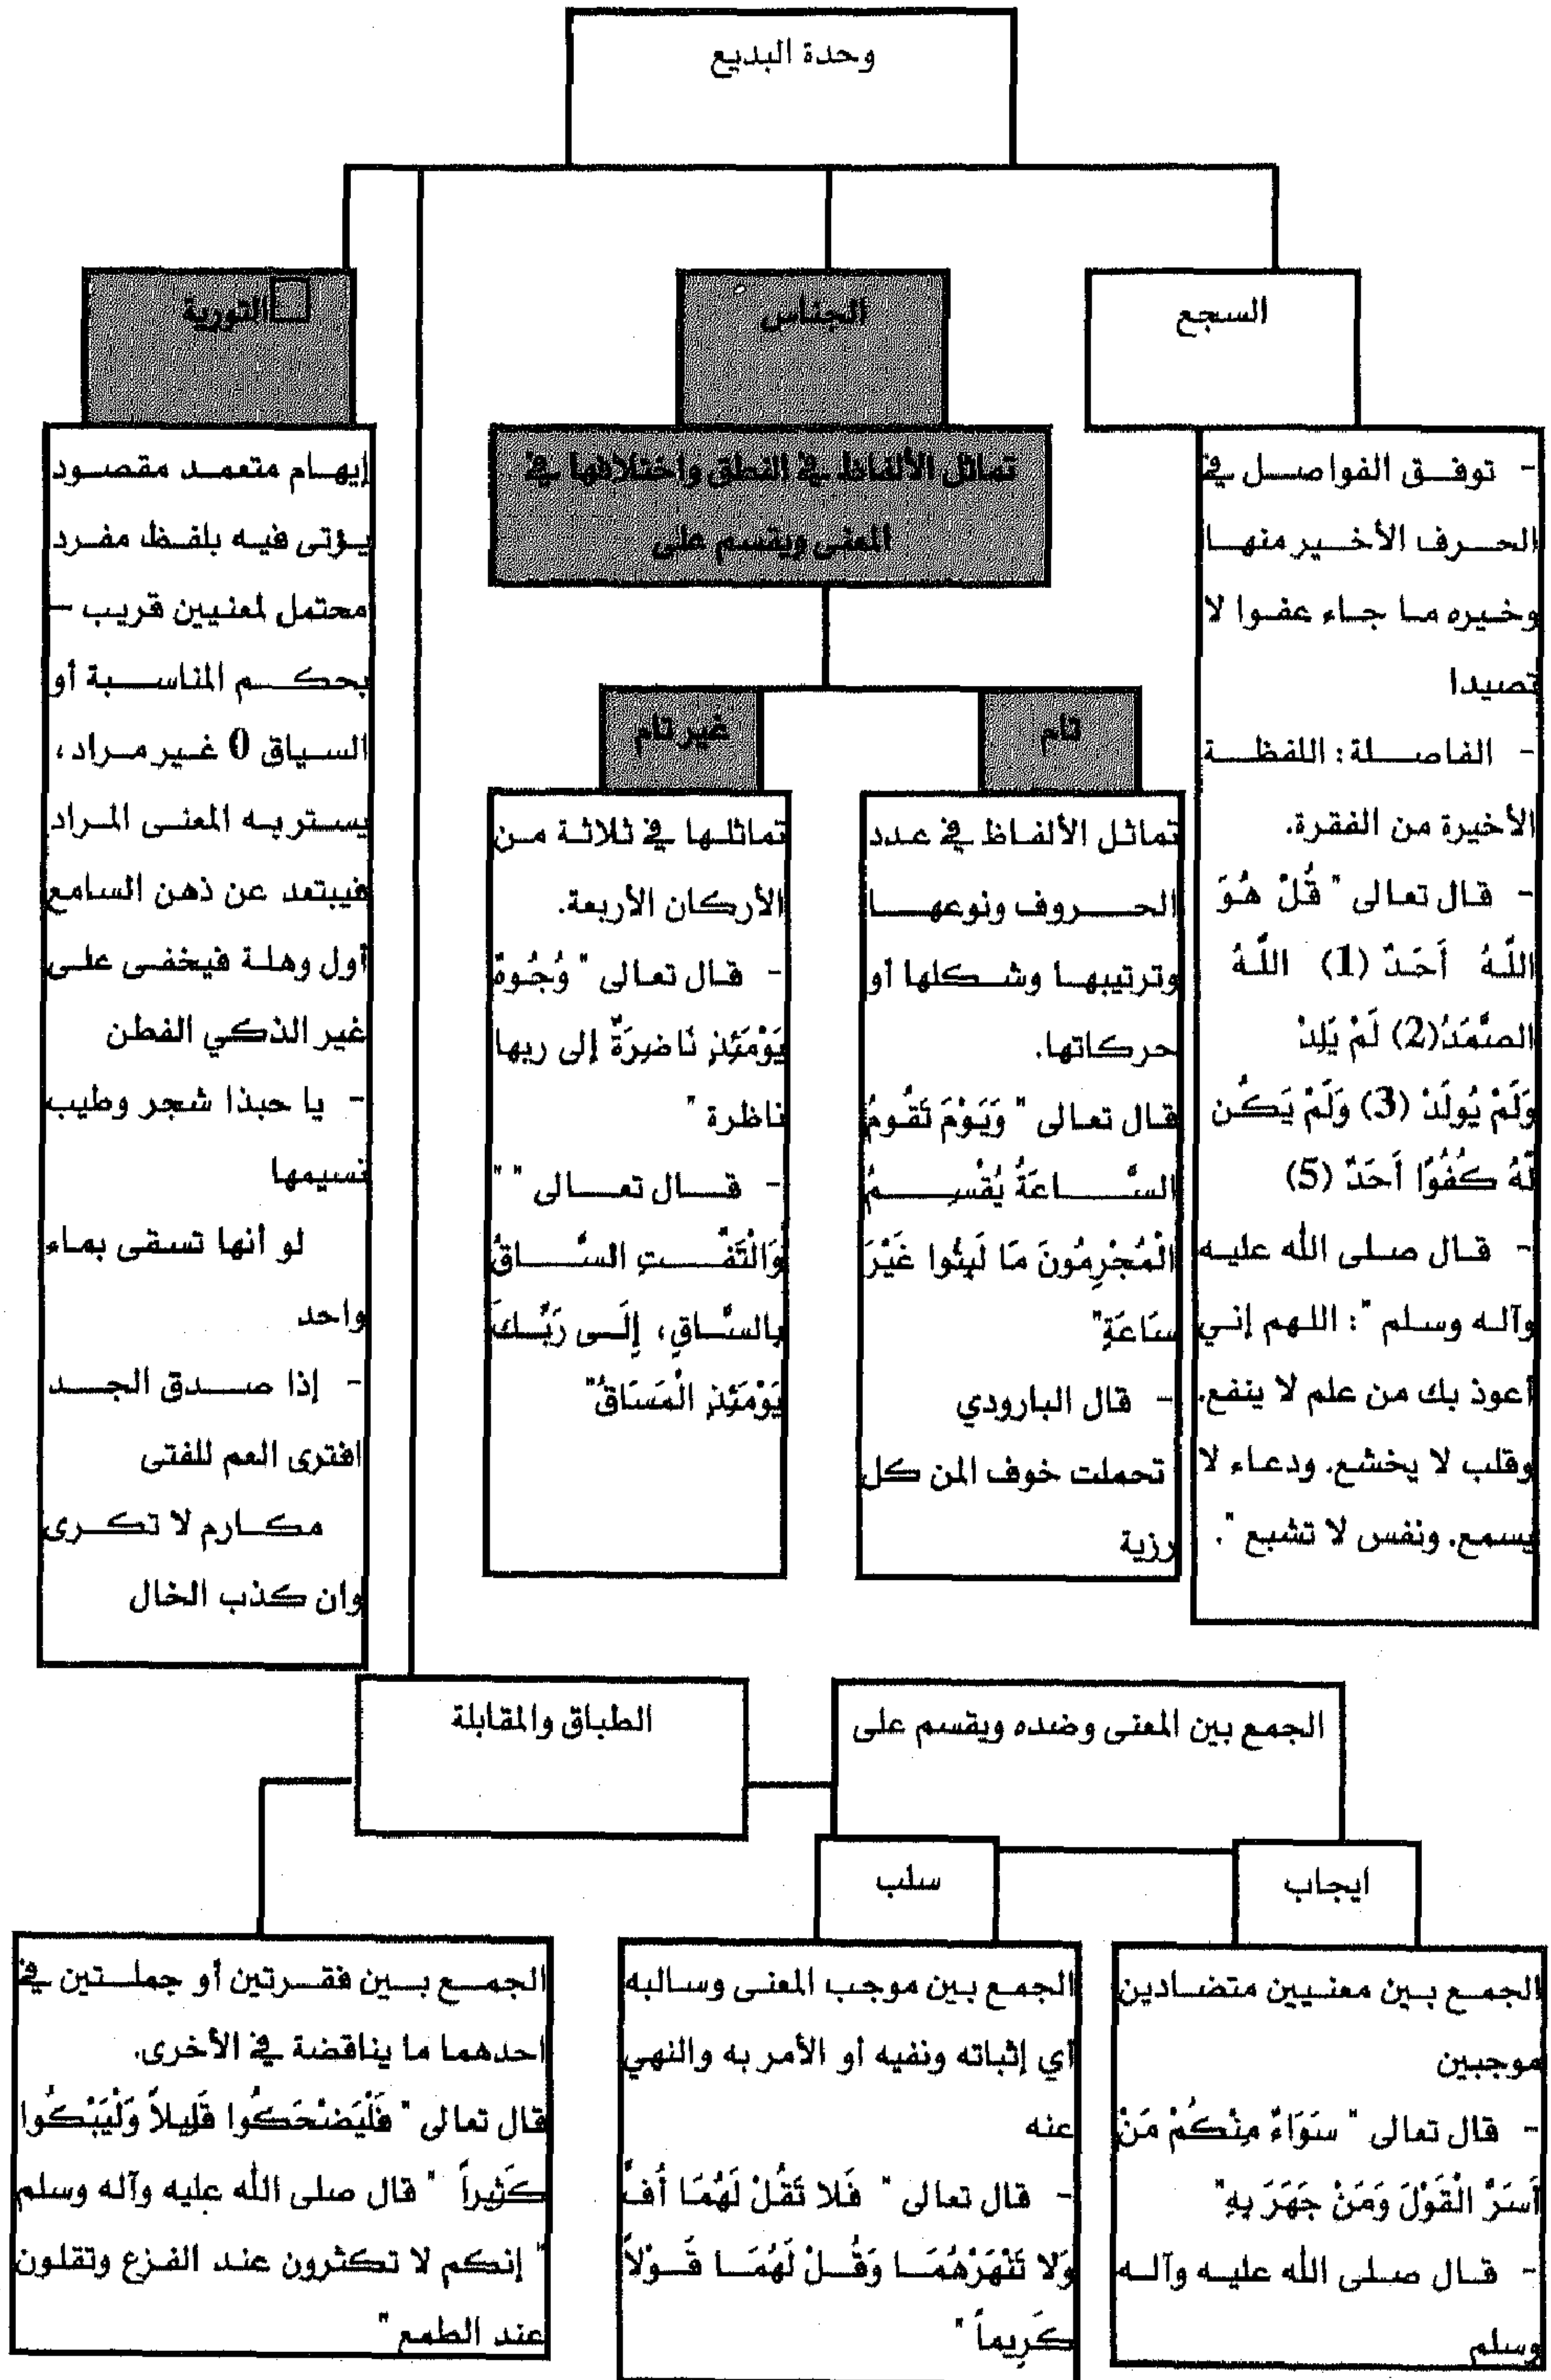 وحدة البديع
السجع
- توفق الفواصل في
الحرف الأخير منها
وخيره ما جاء عفوا لا
تصيدا
- الفاصلة: اللفظة
الأخيرة من الفقرة.
- قال تعالى " قُلْ هُوَ
اللَّهُ أَحَدٌ (1) اللَّهُ
الصَّمَدُ(2) لَمْ يَلِدْ
وَلَمْ يُولَدْ (3) وَلَمْ يَكُن
لَّهُ كُفُوًا أَحَدٌ (5)
- قال صلى الله عليه
وآله وسلم ": اللهم إني
أعوذ بك من علم لا ينفع.
وقلب لا يخشع. ودعاء لا
يسمع. ونفس لا تشبع ".
الجناس
تماثل الألفاظ في النطق واختلافها في
المعنى ويقسم على
تام
تماثل الألفاظ في عدد
الحروف ونوعها
وترتيبها وشكلها أو
حركاتها.
قال تعالى " وَيَوْمَ تَقُومُ
السَّاعَةُ يُقْسِمُ
الْمُجْرِمُونَ مَا لَبِثُوا غَيْرَ
سَاعَةٍ"
- قال البارودي
تحملت خوف المن كل
رزية
غير تام
تماثلها في ثلاثة من
الأركان الأربعة.
- قال تعالى " وُجُوهٌ
يَوْمَئِذٍ نَاضِرَةٌ إلى ربها
ناظرة "
- قال تعالى " "
وَالْتَفَّتِ السَّاقُ
بِالسَّاقِ، إِلَى رَبِّكَ
يَوْمَئِذٍ الْمَسَاقُ"
التورية
إيهام متعمد مقصود
يؤتى فيه بلفظ مفرد
محتمل لمعنيين قريب –
بحكم المناسبة أو
السياق 0 غير مراد،
يستر به المعنى المراد
فيبتعد عن ذهن السامع
أول وهلة فيخفى على
غير الذكي الفطن
- يا حبذا شجر وطيب
نسيمها
لو أنها تسقى بماء
واحد
- إذا صدق الجد
افترى العم للفتى
مكارم لا تكرى
وان كذب الخال
الطباق والمقابلة
الجمع بين المعنى وضده ويقسم على
ايجاب
الجمع بين معنيين متضادين
موجبين
- قال تعالى " سَوَاءٌ مِنْكُمْ مَنْ
أَسَرَّ الْقَوْلَ وَمَنْ جَهَرَ بِهِ"
- قال صلى الله عليه وآله
وسلم
سلب
الجمع بين موجب المعنى وسالبه
أي إثباته ونفيه أو الأمر به والنهي
عنه
- قال تعالى " فَلا تَقُلْ لَهُمَا أُفٍّ
وَلا تَنْهَرْهُمَا وَقُلْ لَهُمَا قَوْلاً
كَرِيماً "
الجمع بين فقرتين أو جملتين في
احدهما ما يناقضة في الأخرى.
قال تعالى " فَلْيَضْحَكُوا قَلِيلاً وَلْيَبْكُوا
كَثِيراً " قال صلى الله عليه وآله وسلم
" إنكم لا تكثرون عند الفزع وتقلون
عند الطمع "